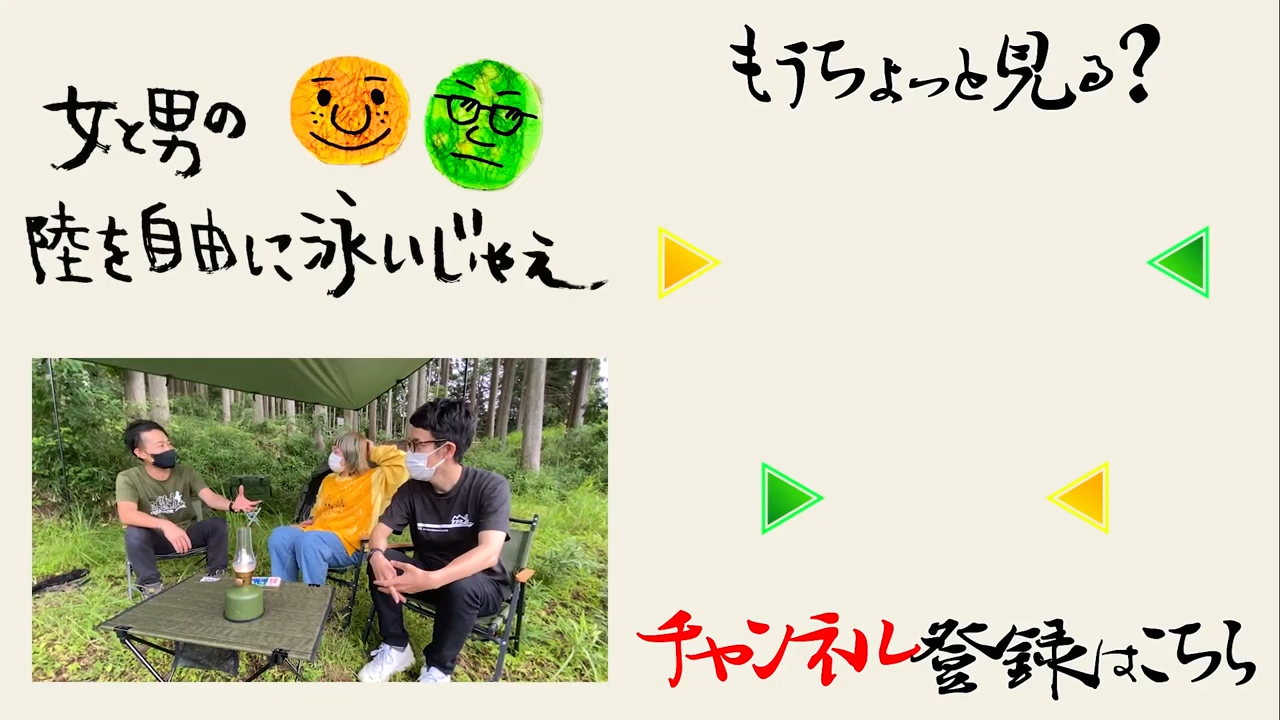 女と男の
陸を自由に泳いじゃえ
もうちょっと見る?
チャンネル登録はこちら